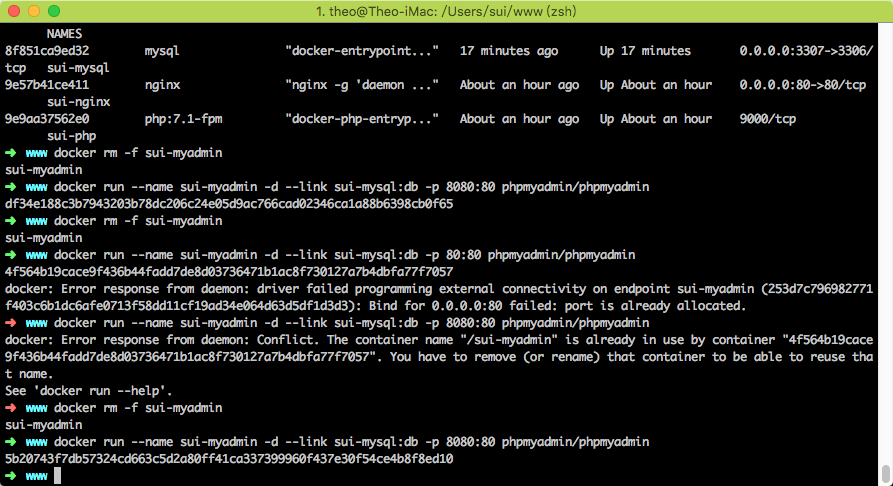 1. theo@Theo-iMac: /Users/sui/www (zsh)
NAMES
8f851ca9ed32 mysql "docker-entrypoint..." 17 minutes ago Up 17 minutes 0.0.0.0:3307->3306/
tcp sui-mysql
9e57b41ce411 nginx "nginx -g 'daemon ..." About an hour ago Up About an hour 0.0.0.0:80->80/tcp
sui-nginx
9e9aa37562e0 php:7.1-fpm "docker-php-entryp..." About an hour ago Up About an hour 9000/tcp
sui-php
➜ www docker rm -f sui-myadmin
sui-myadmin
➜ www docker run --name sui-myadmin -d --link sui-mysql:db -p 8080:80 phpmyadmin/phpmyadmin
df34e188c3b7943203b78dc206c24e05d9ac766cad02346ca1a88b6398cb0f65
➜ www docker rm -f sui-myadmin
sui-myadmin
➜ www docker run --name sui-myadmin -d --link sui-mysql:db -p 80:80 phpmyadmin/phpmyadmin
4f564b19cace9f436b44fadd7de8d03736471b1ac8f730127a7b4dbfa77f7057
docker: Error response from daemon: driver failed programming external connectivity on endpoint sui-myadmin (253d7c796982771
f403c6b1dc6afe0713f58dd11cf19ad34e064d63d5df1d3d3): Bind for 0.0.0.0:80 failed: port is already allocated.
➜ www docker run --name sui-myadmin -d --link sui-mysql:db -p 8080:80 phpmyadmin/phpmyadmin
docker: Error response from daemon: Conflict. The container name "/sui-myadmin" is already in use by container "4f564b19cace
9f436b44fadd7de8d03736471b1ac8f730127a7b4dbfa77f7057". You have to remove (or rename) that container to be able to reuse tha
t name.
See 'docker run --help'.
➜ www docker rm -f sui-myadmin
sui-myadmin
➜ www docker run --name sui-myadmin -d --link sui-mysql:db -p 8080:80 phpmyadmin/phpmyadmin
5b20743f7db57324cd663c5d2a80ff41ca337399960f437e30f54ce4b8f8ed10
➜ www